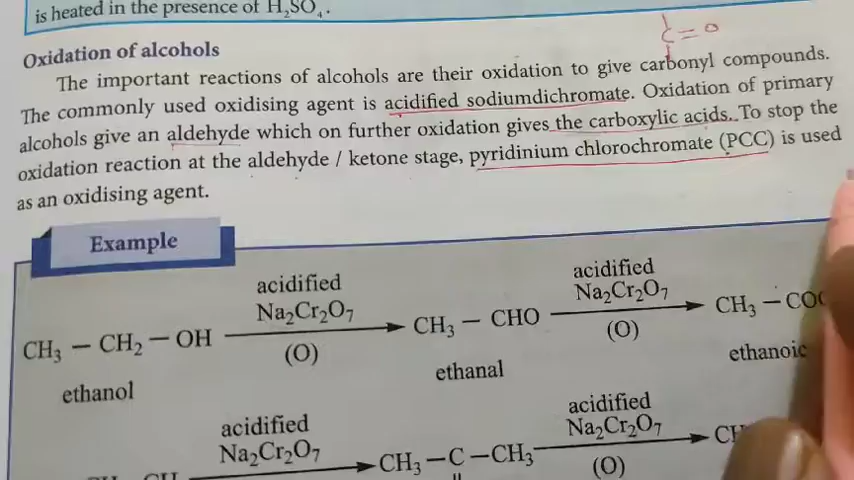 is heated in the presence of H₂SO₄.
Oxidation of alcohols
C=O
The important reactions of alcohols are their oxidation to give carbonyl compounds.
The commonly used oxidising agent is acidified sodiumdichromate. Oxidation of primary
alcohols give an aldehyde which on further oxidation gives the carboxylic acids. To stop the
oxidation reaction at the aldehyde / ketone stage, pyridinium chlorochromate (PCC) is used
as an oxidising agent.
Example
acidified acidified
Na₂Cr₂O₇ Na₂Cr₂O₇
CH₃ – CH₂ – OH CH₃ – CHO CH₃ – CO
(O) (O)
ethanol ethanal ethanoic
acidified acidified
Na₂Cr₂O₇ Na₂Cr₂O₇
CH₃ – C – CH₃
(O)